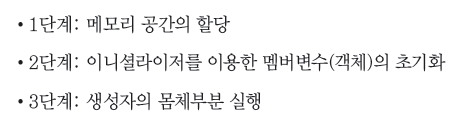 • 1단계: 메모리 공간의 할당
• 2단계: 이니셜라이저를 이용한 멤버변수(객체)의 초기화
• 3단계: 생성자의 몸체부분 실행